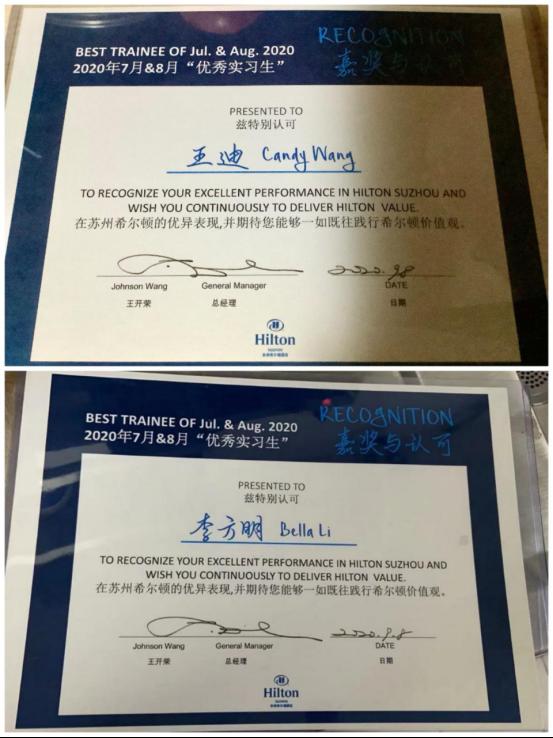 BEST TRAINEE OF Jul. & Aug. 2020
2020年7月&8月“优秀实习生”
RECOGNITION
嘉奖与认可
PRESENTED TO
兹特别认可
王迪 Candy Wang
TO RECOGNIZE YOUR EXCELLENT PERFORMANCE IN HILTON SUZHOU AND
WISH YOU CONTINUOUSLY TO DELIVER HILTON VALUE.
在苏州希尔顿的优异表现,并期待您能够一如既往践行希尔顿价值观。
2020.9.8
Johnson Wang General Manager DATE
王开荣 总经理 日期
Hilton
BEST TRAINEE OF Jul. & Aug. 2020
2020年7月&8月“优秀实习生”
RECOGNITION
嘉奖与认可
PRESENTED TO
兹特别认可
李方明 Bella Li
TO RECOGNIZE YOUR EXCELLENT PERFORMANCE IN HILTON SUZHOU AND
WISH YOU CONTINUOUSLY TO DELIVER HILTON VALUE.
在苏州希尔顿的优异表现,并期待您能够一如既往践行希尔顿价值观。
2020.9.8
Johnson Wang General Manager DATE
王开荣 总经理 日期
Hilton